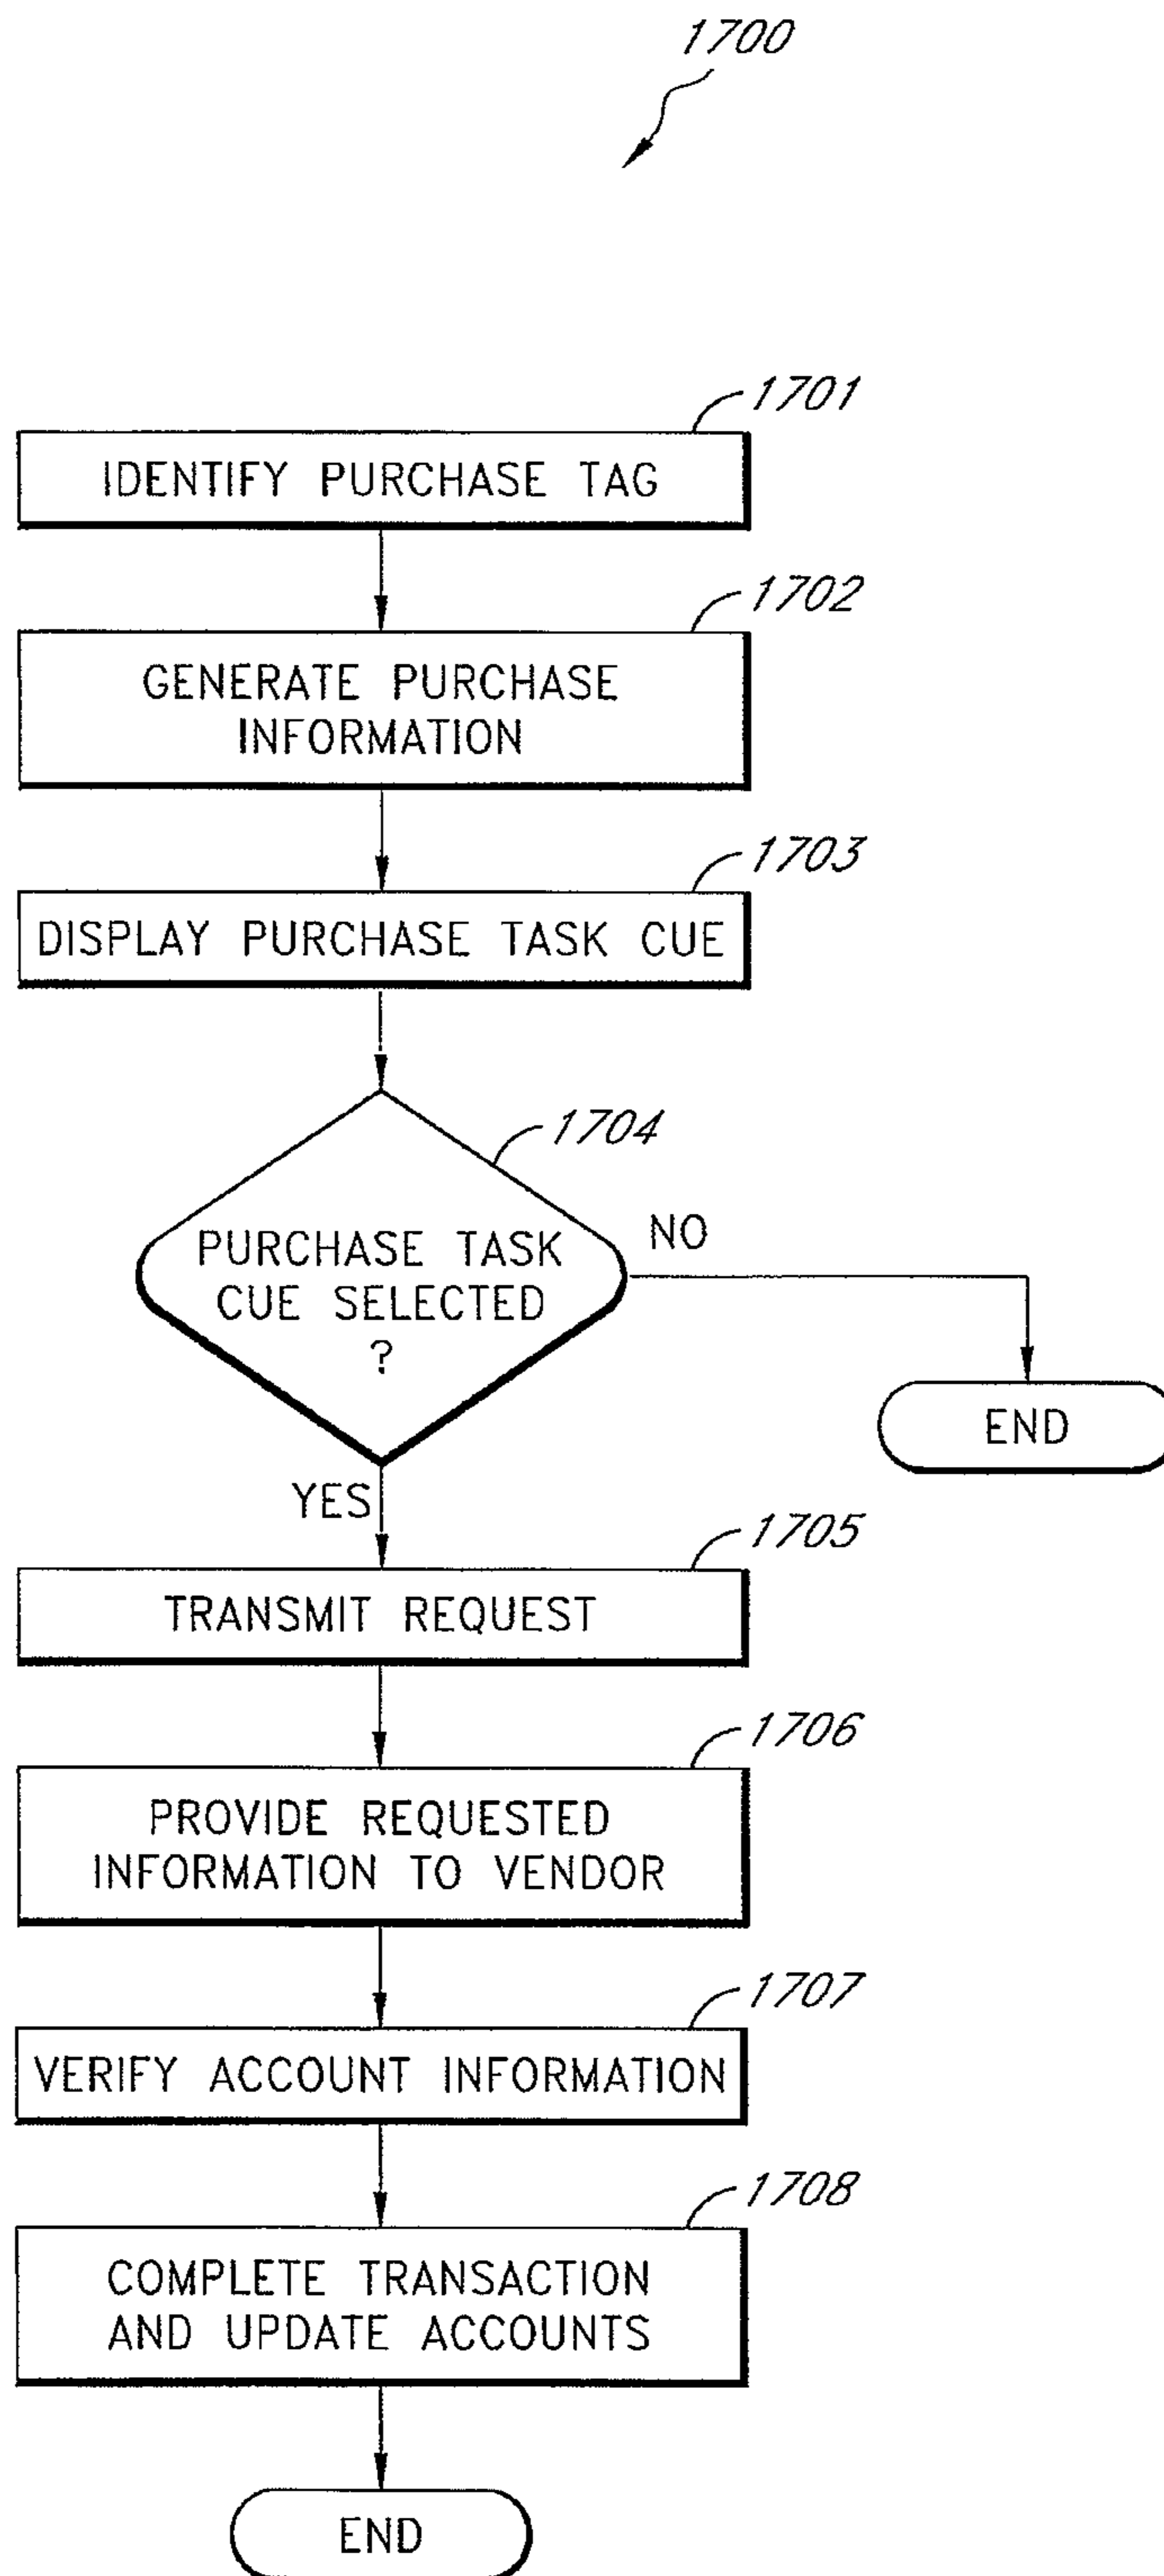 1700
1701
IDENTIFY PURCHASE TAG
1702
GENERATE PURCHASE
INFORMATION
1703
DISPLAY PURCHASE TASK CUE
1704
PURCHASE TASK
CUE SELECTED
?
NO
END
YES
1705
TRANSMIT REQUEST
1706
PROVIDE REQUESTED
INFORMATION TO VENDOR
1707
VERIFY ACCOUNT INFORMATION
1708
COMPLETE TRANSACTION
AND UPDATE ACCOUNTS
END